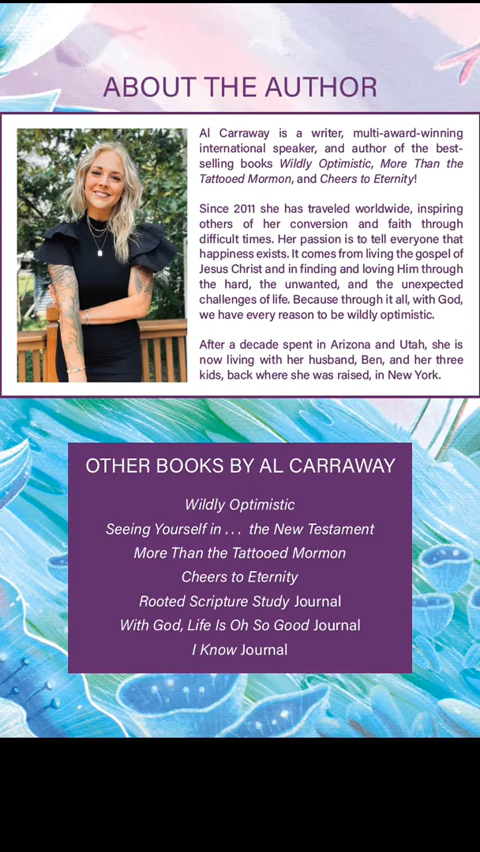 ABOUT THE AUTHOR
Al Carraway is a writer, multi-award-winning
international speaker, and author of the best-
selling books Wildly Optimistic, More Than the
Tattooed Mormon, and Cheers to Eternity!
Since 2011 she has traveled worldwide, inspiring
others of her conversion and faith through
difficult times. Her passion is to tell everyone that
happiness exists. It comes from living the gospel of
Jesus Christ and in finding and loving Him through
the hard, the unwanted, and the unexpected
challenges of life. Because through it all, with God,
we have every reason to be wildly optimistic.
After a decade spent in Arizona and Utah, she is
now living with her husband, Ben, and her three
kids, back where she was raised, in New York.
OTHER BOOKS BY AL CARRAWAY
Wildly Optimistic
Seeing Yourself in . . . the New Testament
More Than the Tattooed Mormon
Cheers to Eternity
Rooted Scripture Study Journal
With God, Life Is Oh So Good Journal
I Know Journal